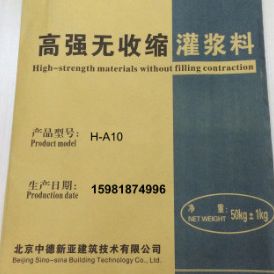 高强无收缩灌浆料
High-strength materials without filling contraction
产品型号: H-A10
Product model
生产日期: 15981874996
Production date
净 重:
NET WEIGHT 50kg ± 1kg
北京中德新亚建筑技术有限公司
Beijing Sino-sina Building Technology Co., Ltd.